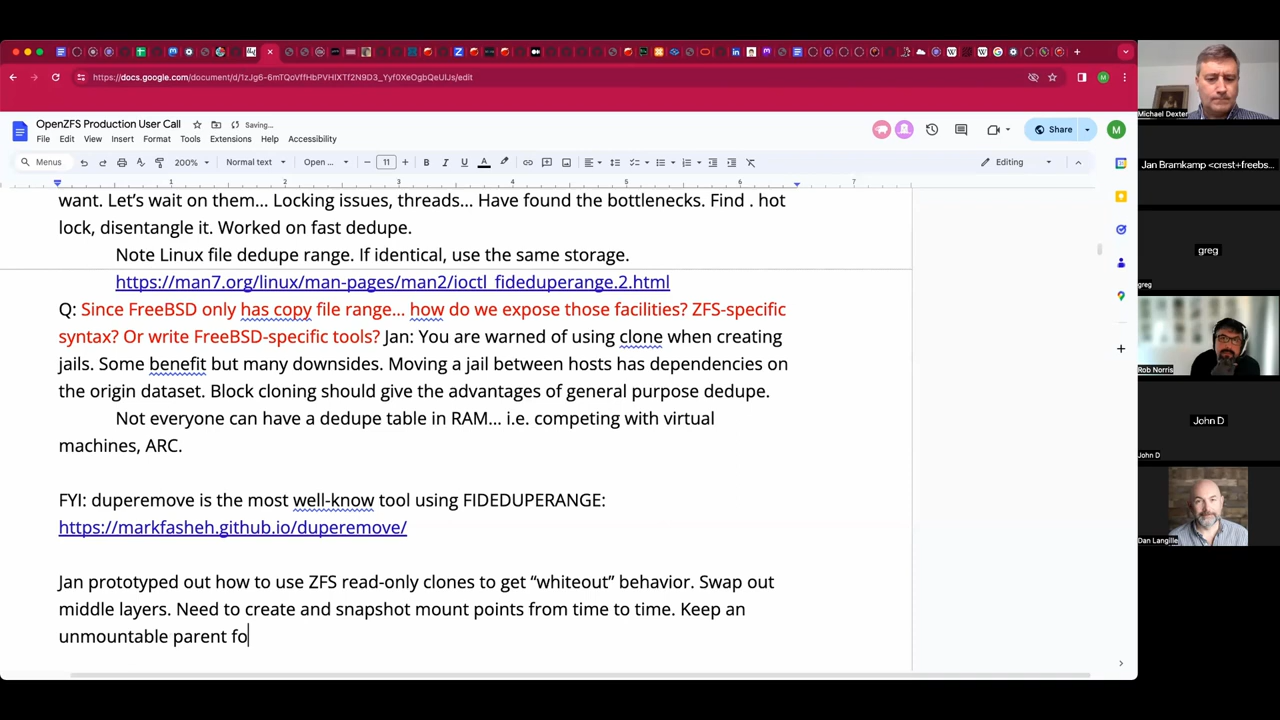 https://docs.google.com/document/d/1zJg6-6mTQoVffHbPVHIXTf2N9D3_Yyf0XeOgbQeUIJs/edit
OpenZFS Production User Call
Saving...
File Edit View Insert Format Tools Extensions Help Accessibility
Share
M
Menus
200%
Normal text
Open ...
11
B I U A
Editing
1 2 3 4 5 6 7
want. Let's wait on them... Locking issues, threads... Have found the bottlenecks. Find . hot
lock, disentangle it. Worked on fast dedupe.
Note Linux file dedupe range. If identical, use the same storage.
https://man7.org/linux/man-pages/man2/ioctl_fideduperange.2.html
Q: Since FreeBSD only has copy file range... how do we expose those facilities? ZFS-specific
syntax? Or write FreeBSD-specific tools? Jan: You are warned of using clone when creating
jails. Some benefit but many downsides. Moving a jail between hosts has dependencies on
the origin dataset. Block cloning should give the advantages of general purpose dedupe.
Not everyone can have a dedupe table in RAM... i.e. competing with virtual
machines, ARC.
FYI: duperemove is the most well-know tool using FIDEDUPERANGE:
https://markfasheh.github.io/duperemove/
Jan prototyped out how to use ZFS read-only clones to get “whiteout” behavior. Swap out
middle layers. Need to create and snapshot mount points from time to time. Keep an
unmountable parent fo
Michael Dexter
Jan Bramkamp <crest+freebs...
greg
greg
Rob Norris
John D
John D
Dan Langille